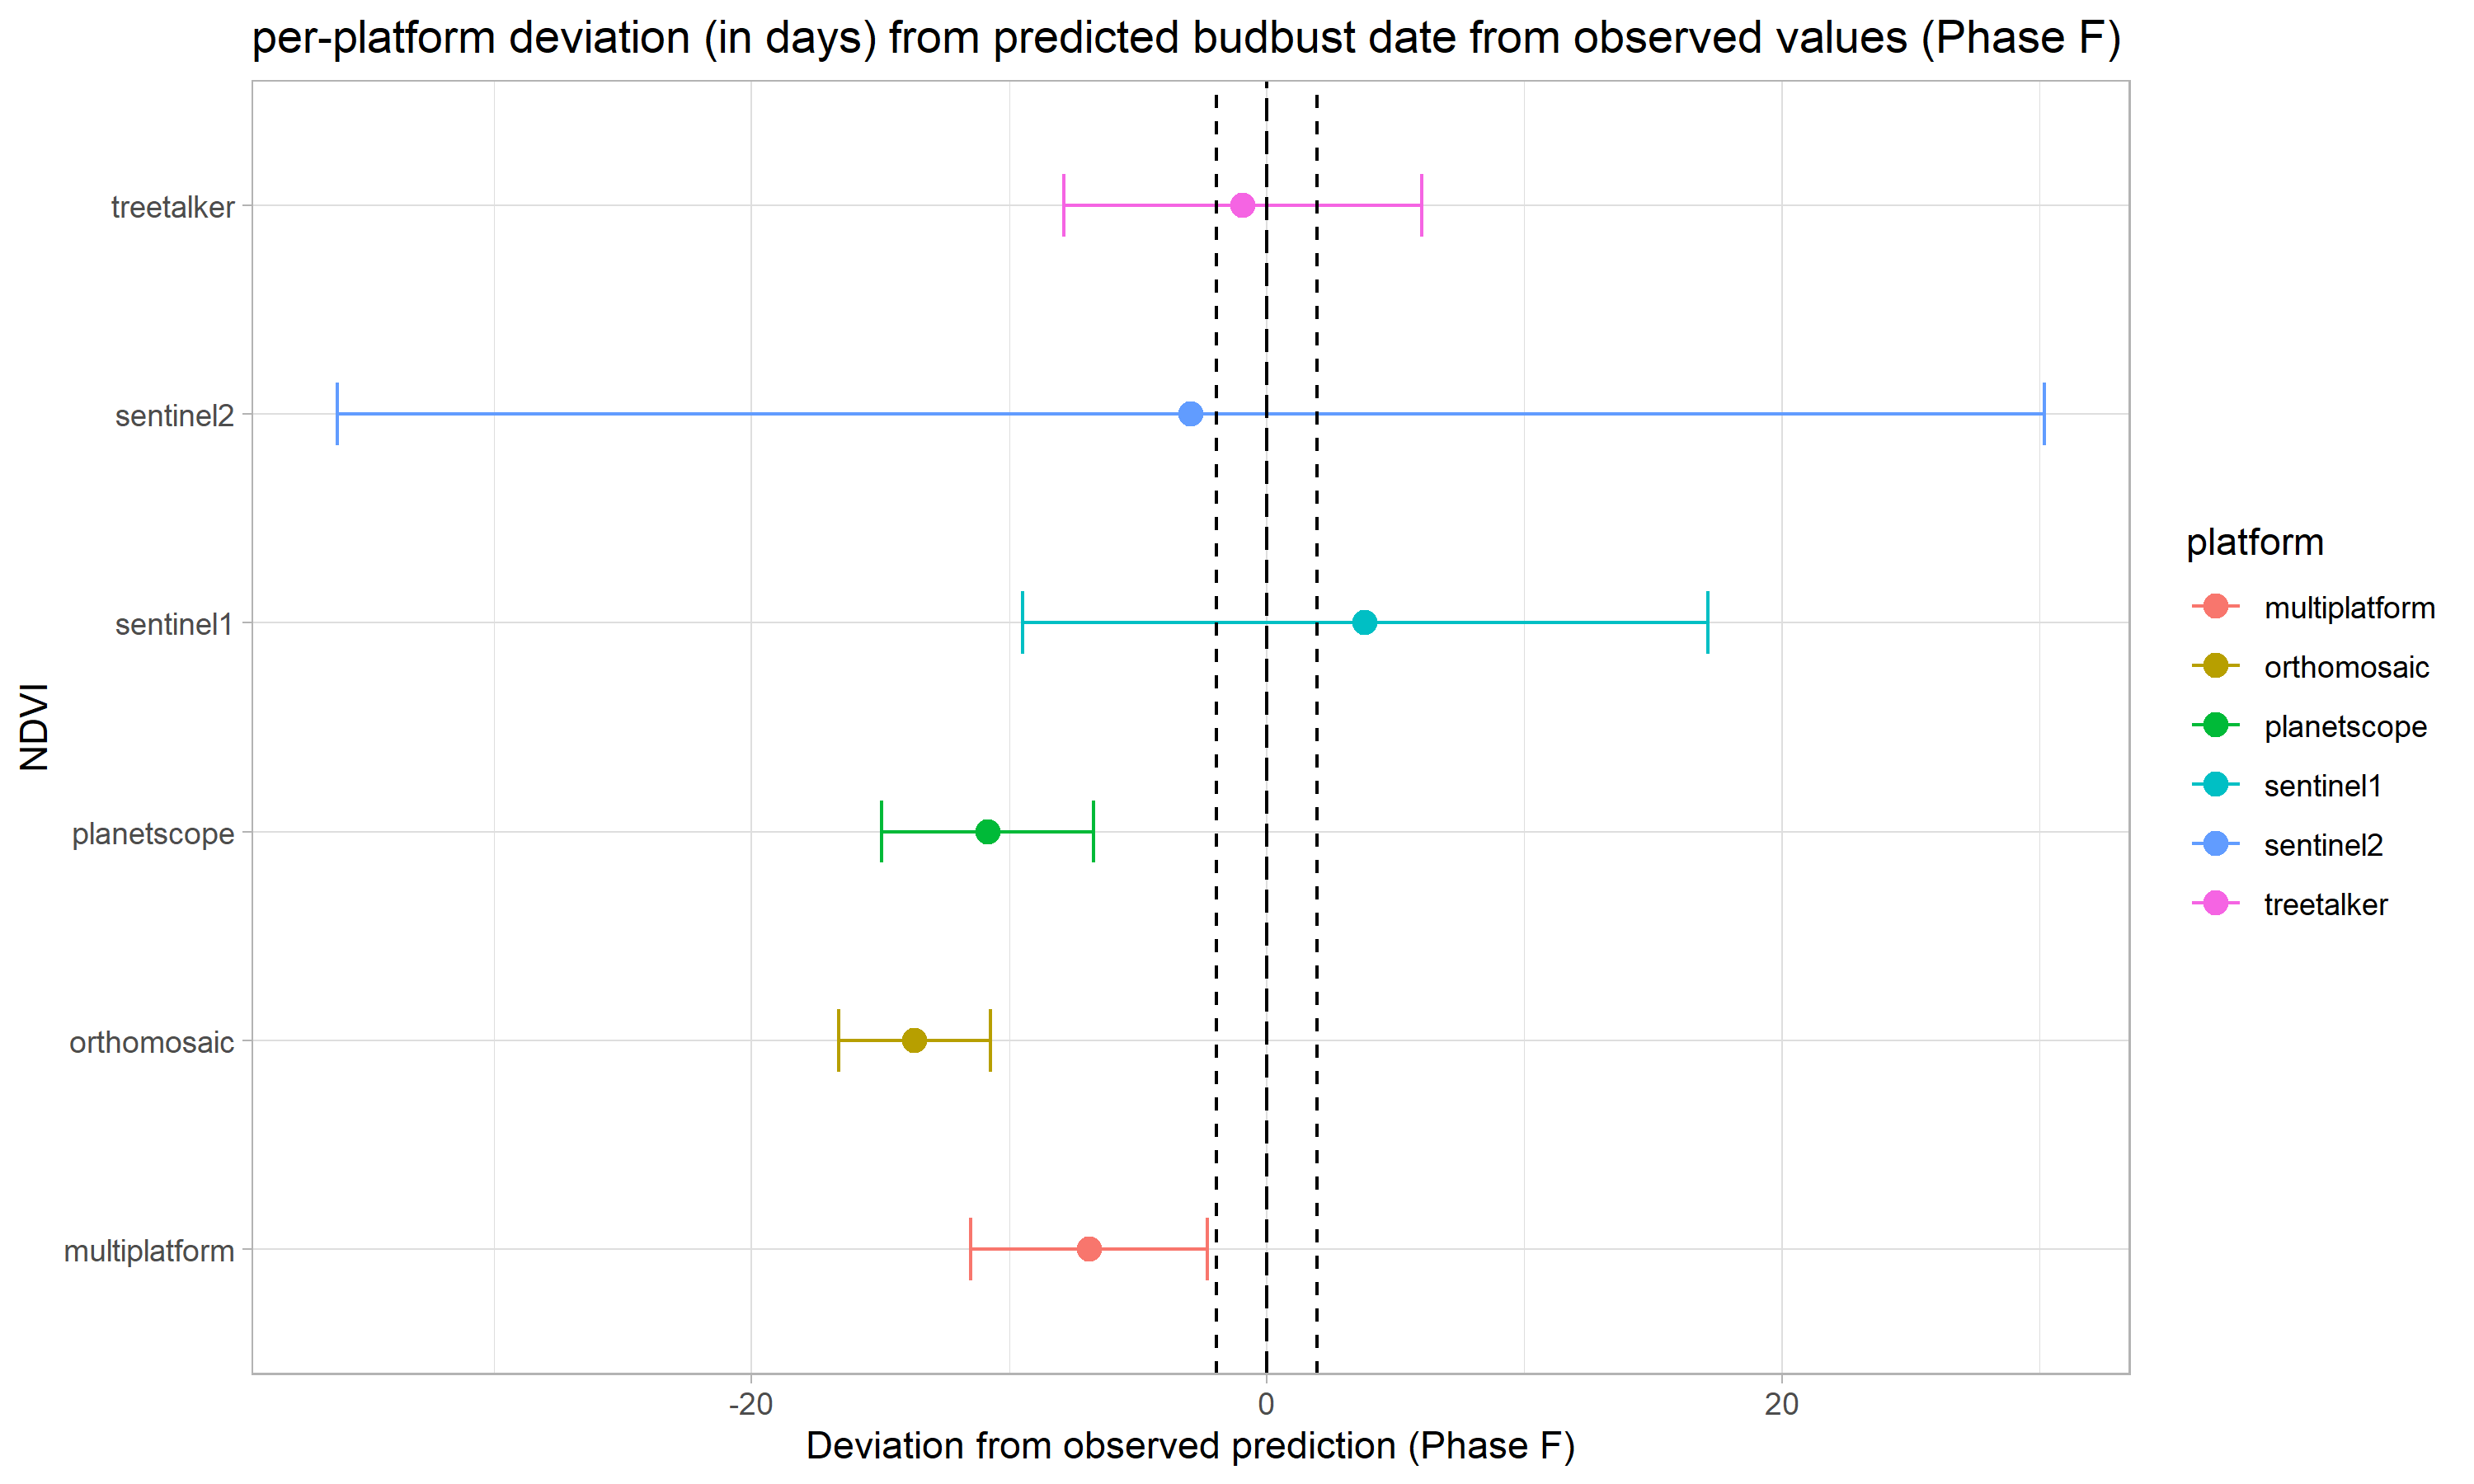 per-platform deviation (in days) from predicted budbust date from observed values (Phase F)
NDVI
treetalker
sentinel2
sentinel1
planetscope
orthomosaic
multiplatform
-20
0
20
Deviation from observed prediction (Phase F)
platform
multiplatform
orthomosaic
planetscope
sentinel1
sentinel2
treetalker